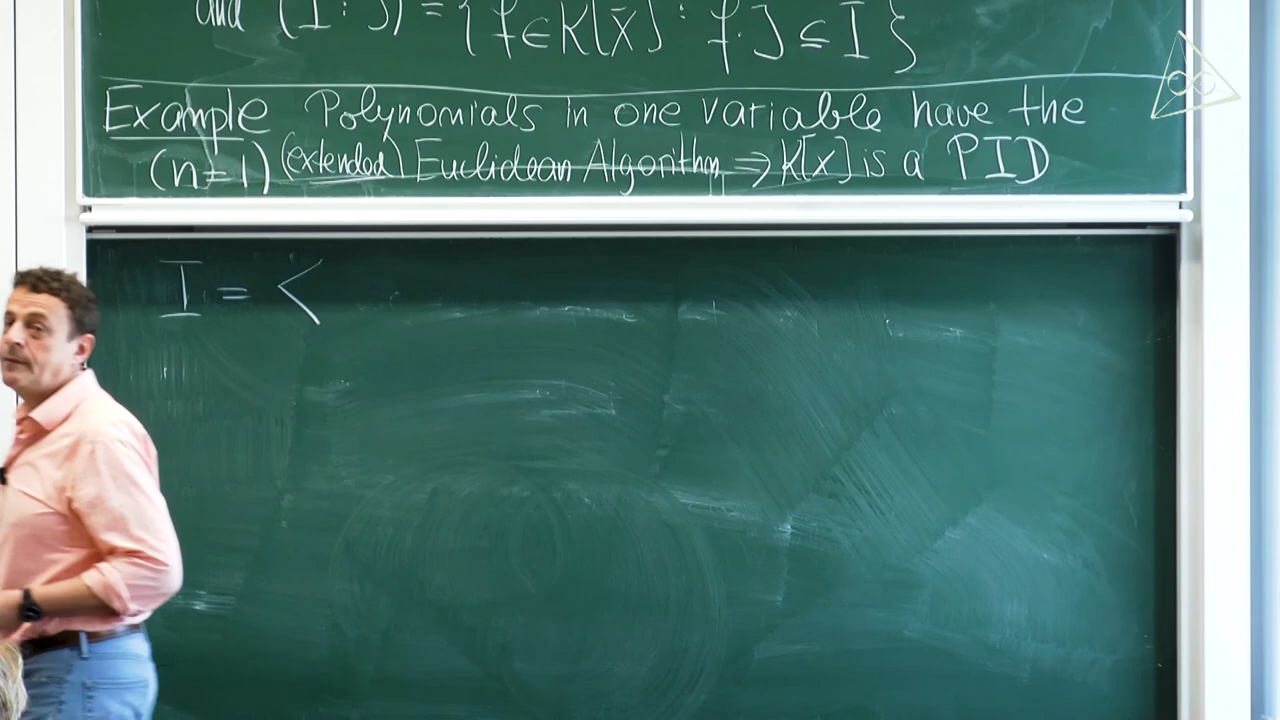 and (I : J) = { f ∈ K[x̄] : f·J ⊆ I }
Example Polynomials in one variable have the
(n=1) (extended) Euclidean Algorithm ⇒ K[x] is a PID
I = <